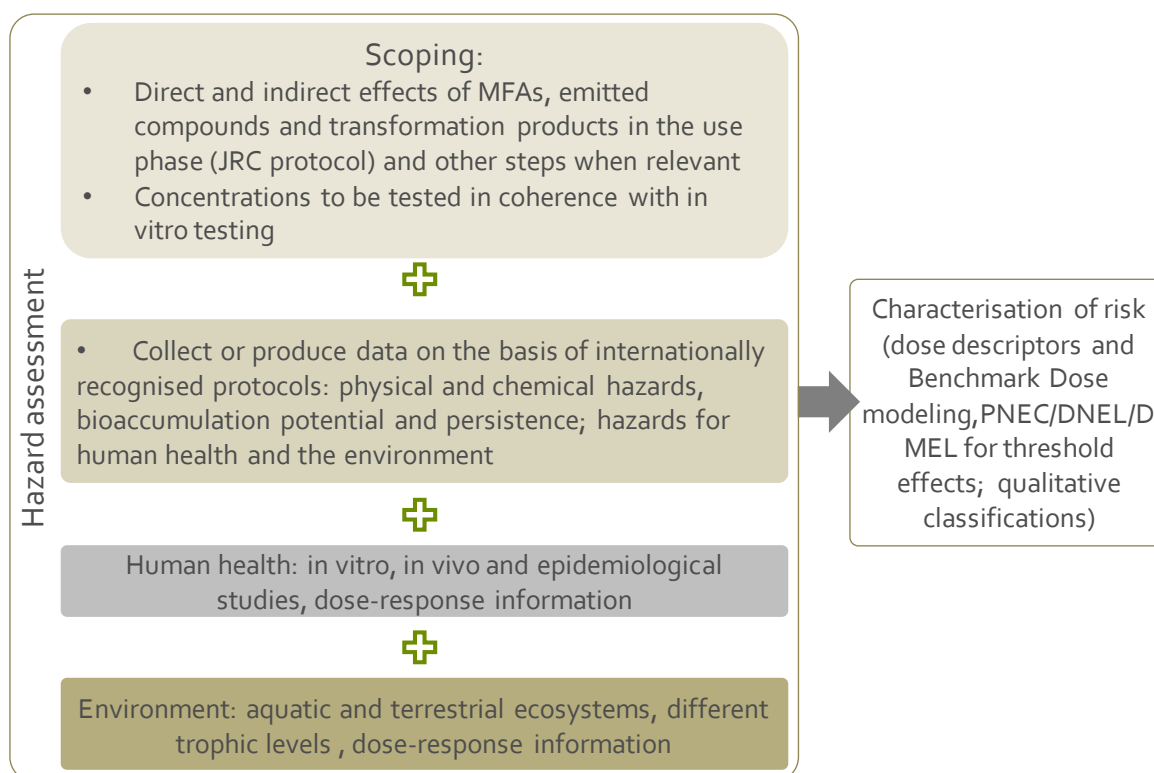 Hazard assessment
Scoping:
• Direct and indirect effects of MFAs, emitted
compounds and transformation products in the use
phase (JRC protocol) and other steps when relevant
• Concentrations to be tested in coherence with in
vitro testing
• Collect or produce data on the basis of internationally
recognised protocols: physical and chemical hazards,
bioaccumulation potential and persistence; hazards for
human health and the environment
Human health: in vitro, in vivo and epidemiological
studies, dose-response information
Environment: aquatic and terrestrial ecosystems, different
trophic levels , dose-response information
Characterisation of risk
(dose descriptors and
Benchmark Dose
modeling,PNEC/DNEL/D
MEL for threshold
effects; qualitative
classifications)